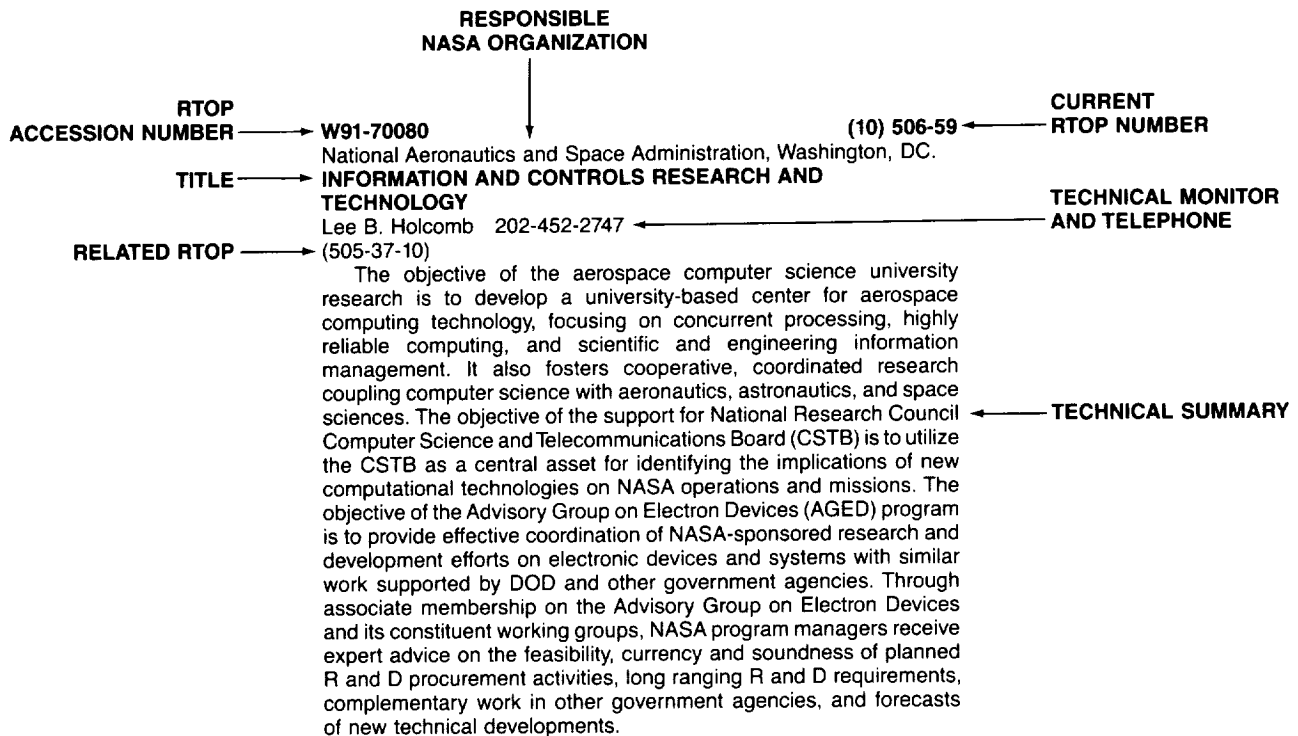 RESPONSIBLE
NASA ORGANIZATION
RTOP
ACCESSION NUMBER
W91-70080
(10) 506-59
CURRENT
RTOP NUMBER
National Aeronautics and Space Administration, Washington, DC.
TITLE
INFORMATION AND CONTROLS RESEARCH AND
TECHNOLOGY
Lee B. Holcomb 202-452-2747
TECHNICAL MONITOR
AND TELEPHONE
RELATED RTOP
(505-37-10)
The objective of the aerospace computer science university
research is to develop a university-based center for aerospace
computing technology, focusing on concurrent processing, highly
reliable computing, and scientific and engineering information
management. It also fosters cooperative, coordinated research
coupling computer science with aeronautics, astronautics, and space
sciences. The objective of the support for National Research Council
TECHNICAL SUMMARY
Computer Science and Telecommunications Board (CSTB) is to utilize
the CSTB as a central asset for identifying the implications of new
computational technologies on NASA operations and missions. The
objective of the Advisory Group on Electron Devices (AGED) program
is to provide effective coordination of NASA-sponsored research and
development efforts on electronic devices and systems with similar
work supported by DOD and other government agencies. Through
associate membership on the Advisory Group on Electron Devices
and its constituent working groups, NASA program managers receive
expert advice on the feasibility, currency and soundness of planned
R and D procurement activities, long ranging R and D requirements,
complementary work in other government agencies, and forecasts
of new technical developments.